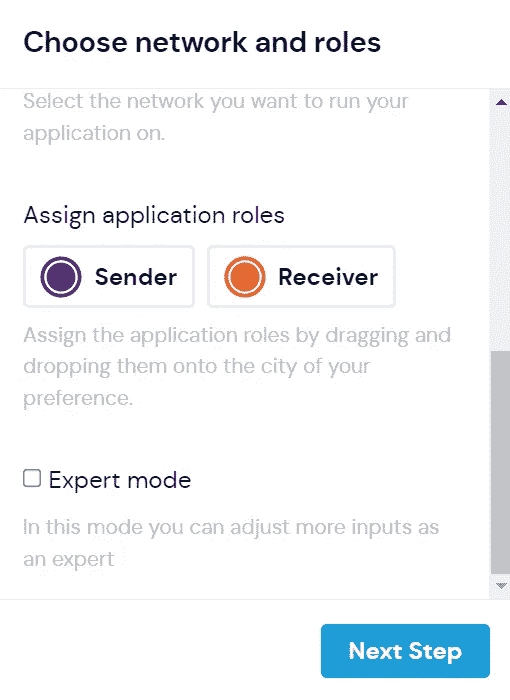 Choose network and roles
Select the network you want to run your
application on.
Assign application roles
Sender
Receiver
Assign the application roles by dragging and
dropping them onto the city of your
preference.
Expert mode
In this mode you can adjust more inputs as
an expert
Next Step